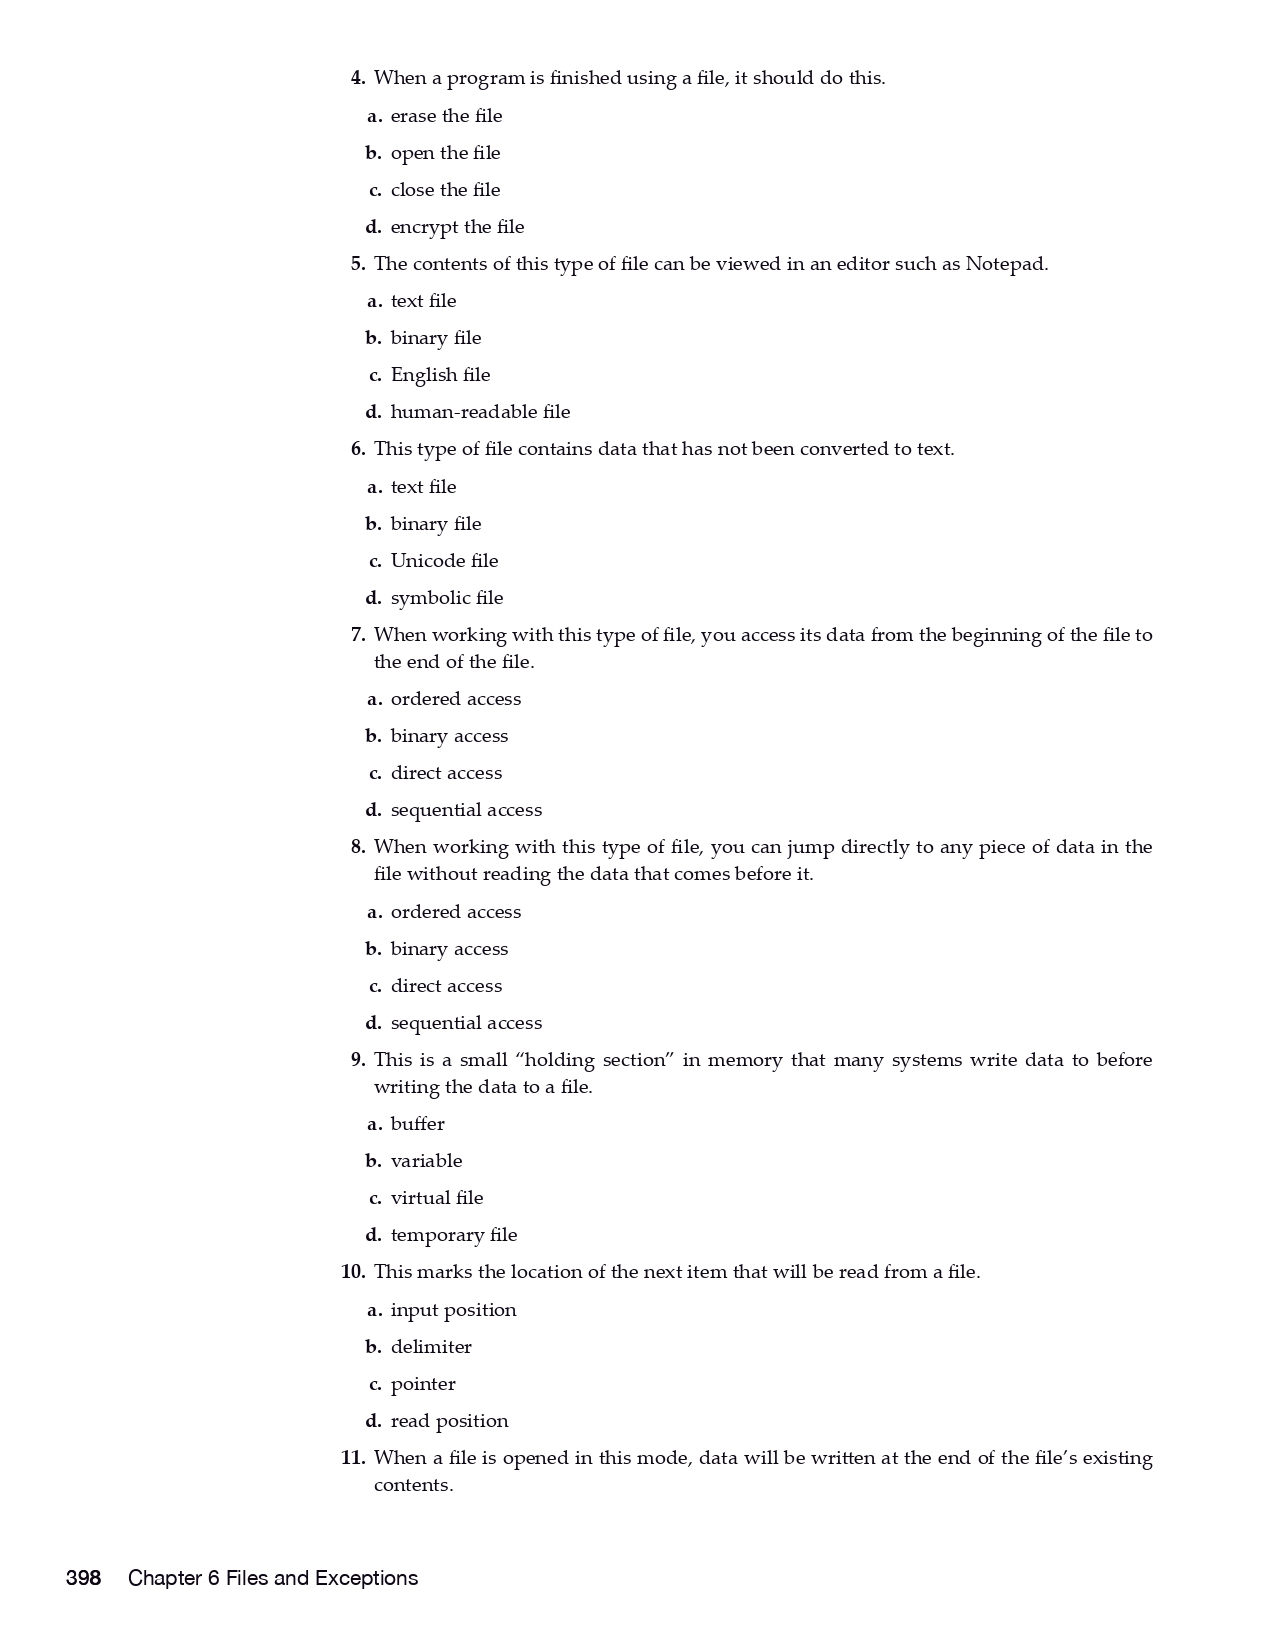 4. When a program is finished using a file, it should do this.
a. erase the file
b. open the file
c. close the file
d. encrypt the file
5. The contents of this type of file can be viewed in an editor such as Notepad.
a. text file
b. binary file
c. English file
d. human-readable file
6. This type of file contains data that has not been converted to text.
a. text file
b. binary file
c. Unicode file
d. symbolic file
7. When working with this type of file, you access its data from the beginning of the file to
the end of the file.
a. ordered access
b. binary access
c. direct access
d. sequential access
8. When working with this type of file, you can jump directly to any piece of data in the
file without reading the data that comes before it.
a. ordered access
b. binary access
c. direct access
d. sequential access
9. This is a small “holding section” in memory that many systems write data to before
writing the data to a file.
a. buffer
b. variable
c. virtual file
d. temporary file
10. This marks the location of the next item that will be read from a file.
a. input position
b. delimiter
c. pointer
d. read position
11. When a file is opened in this mode, data will be written at the end of the file’s existing
contents.
398 Chapter 6 Files and Exceptions